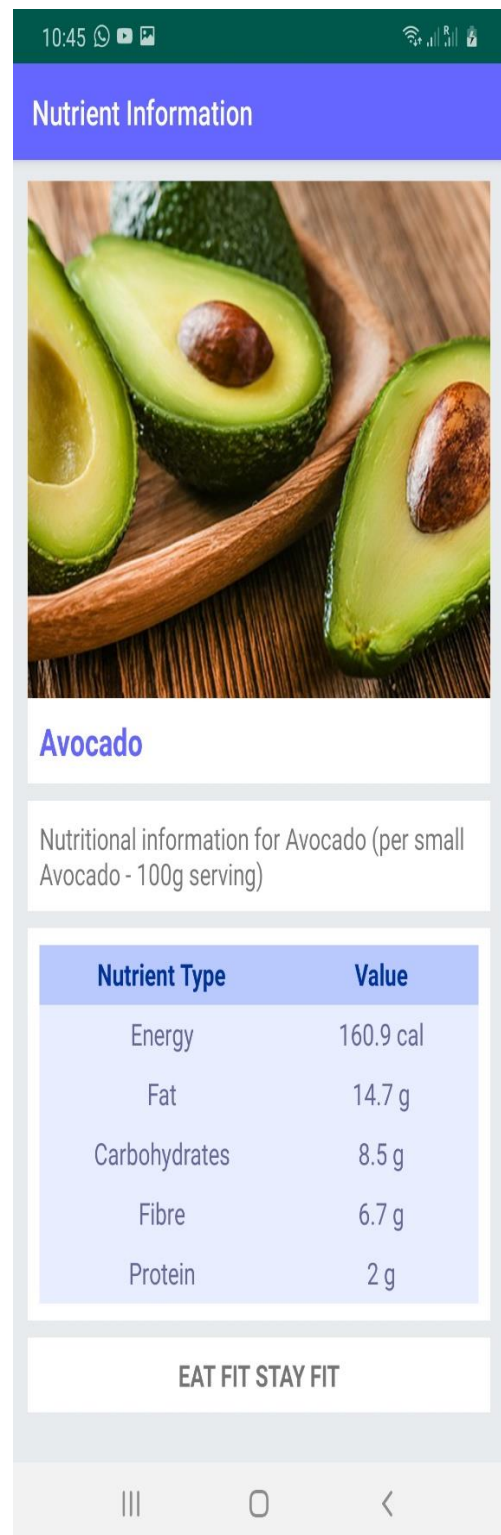 10:45
Nutrient Information
Avocado
Nutritional information for Avocado (per small
Avocado - 100g serving)
Nutrient Type Value
Energy 160.9 cal
Fat 14.7 g
Carbohydrates 8.5 g
Fibre 6.7 g
Protein 2 g
EAT FIT STAY FIT